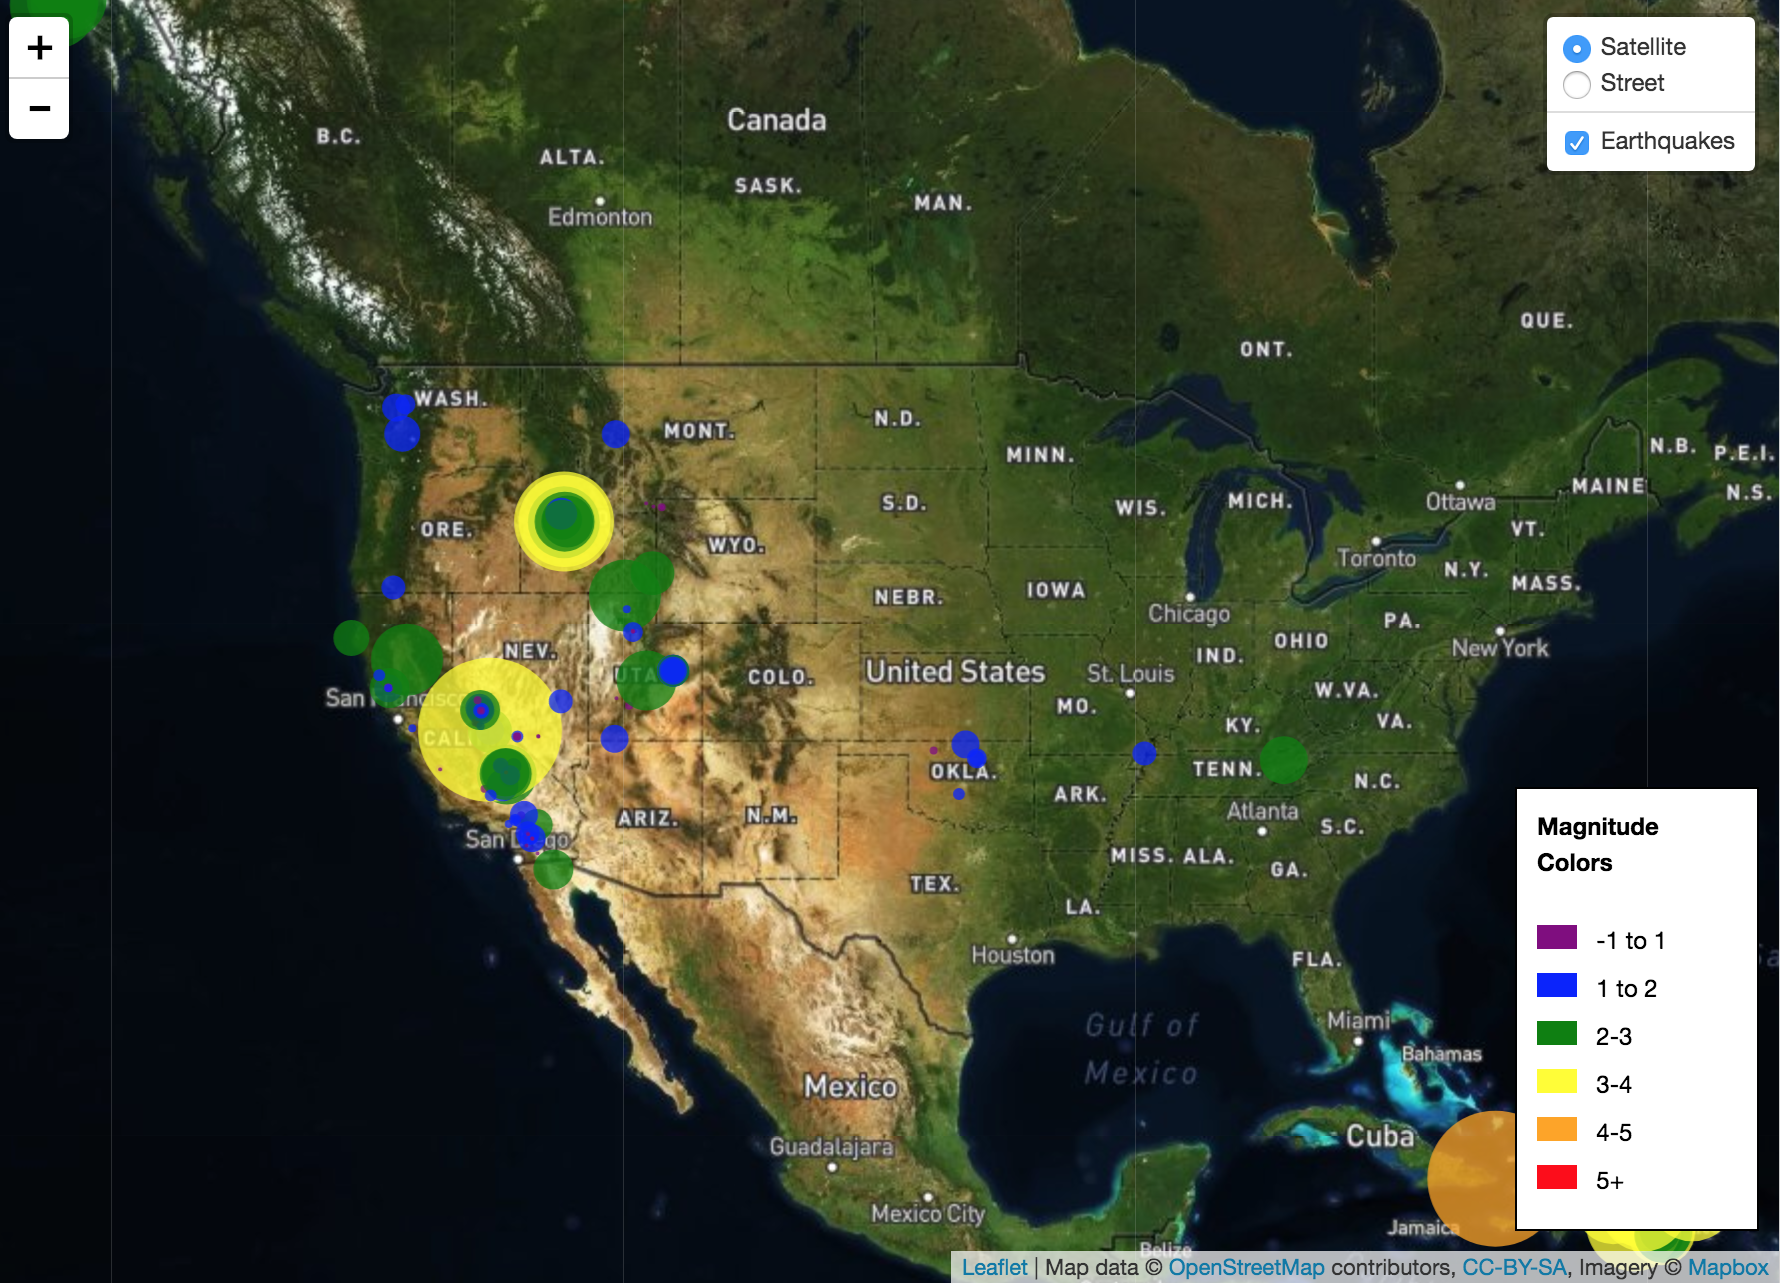 +
−
Satellite
Street
Earthquakes
Canada
B.C.
ALTA.
SASK.
MAN.
Edmonton
QUE.
ONT.
WASH.
MONT.
N.D.
MINN.
N.B.
P.E.I.
MAINE
N.S.
Ottawa
S.D.
WIS.
MICH.
ORE.
WYO.
VT.
Toronto
N.Y.
MASS.
NEBR.
IOWA
Chicago
PA.
OHIO
New York
NEV.
IND.
UTA
COLO.
United States
St. Louis
San Francisco
MO.
W.VA.
KY.
VA.
CAL
OKLA.
TENN.
N.C.
ARK.
Atlanta
ARIZ.
N.M.
S.C.
San Diego
MISS.
ALA.
GA.
TEX.
LA.
Houston
FLA.
Gulf of
Mexico
Miami
Bahamas
Mexico
Cuba
Guadalajara
Mexico City
Jamaica
Belize
Magnitude
Colors
-1 to 1
1 to 2
2-3
3-4
4-5
5+
Leaflet | Map data © OpenStreetMap contributors, CC-BY-SA, Imagery © Mapbox